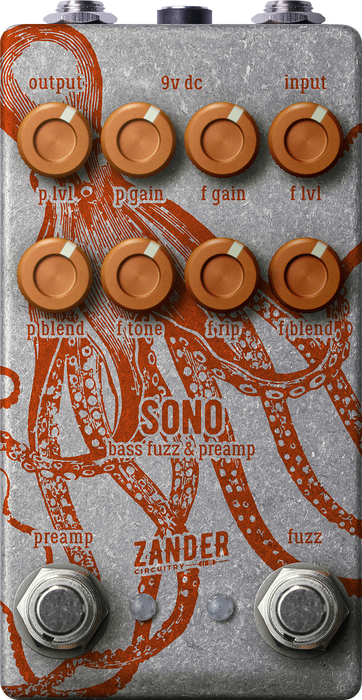 output 9v dc input
p lvl p gain f gain f lvl
p blend f tone f rip f blend
SONO
bass fuzz & preamp
preamp fuzz
ZANDER
CIRCUITRY